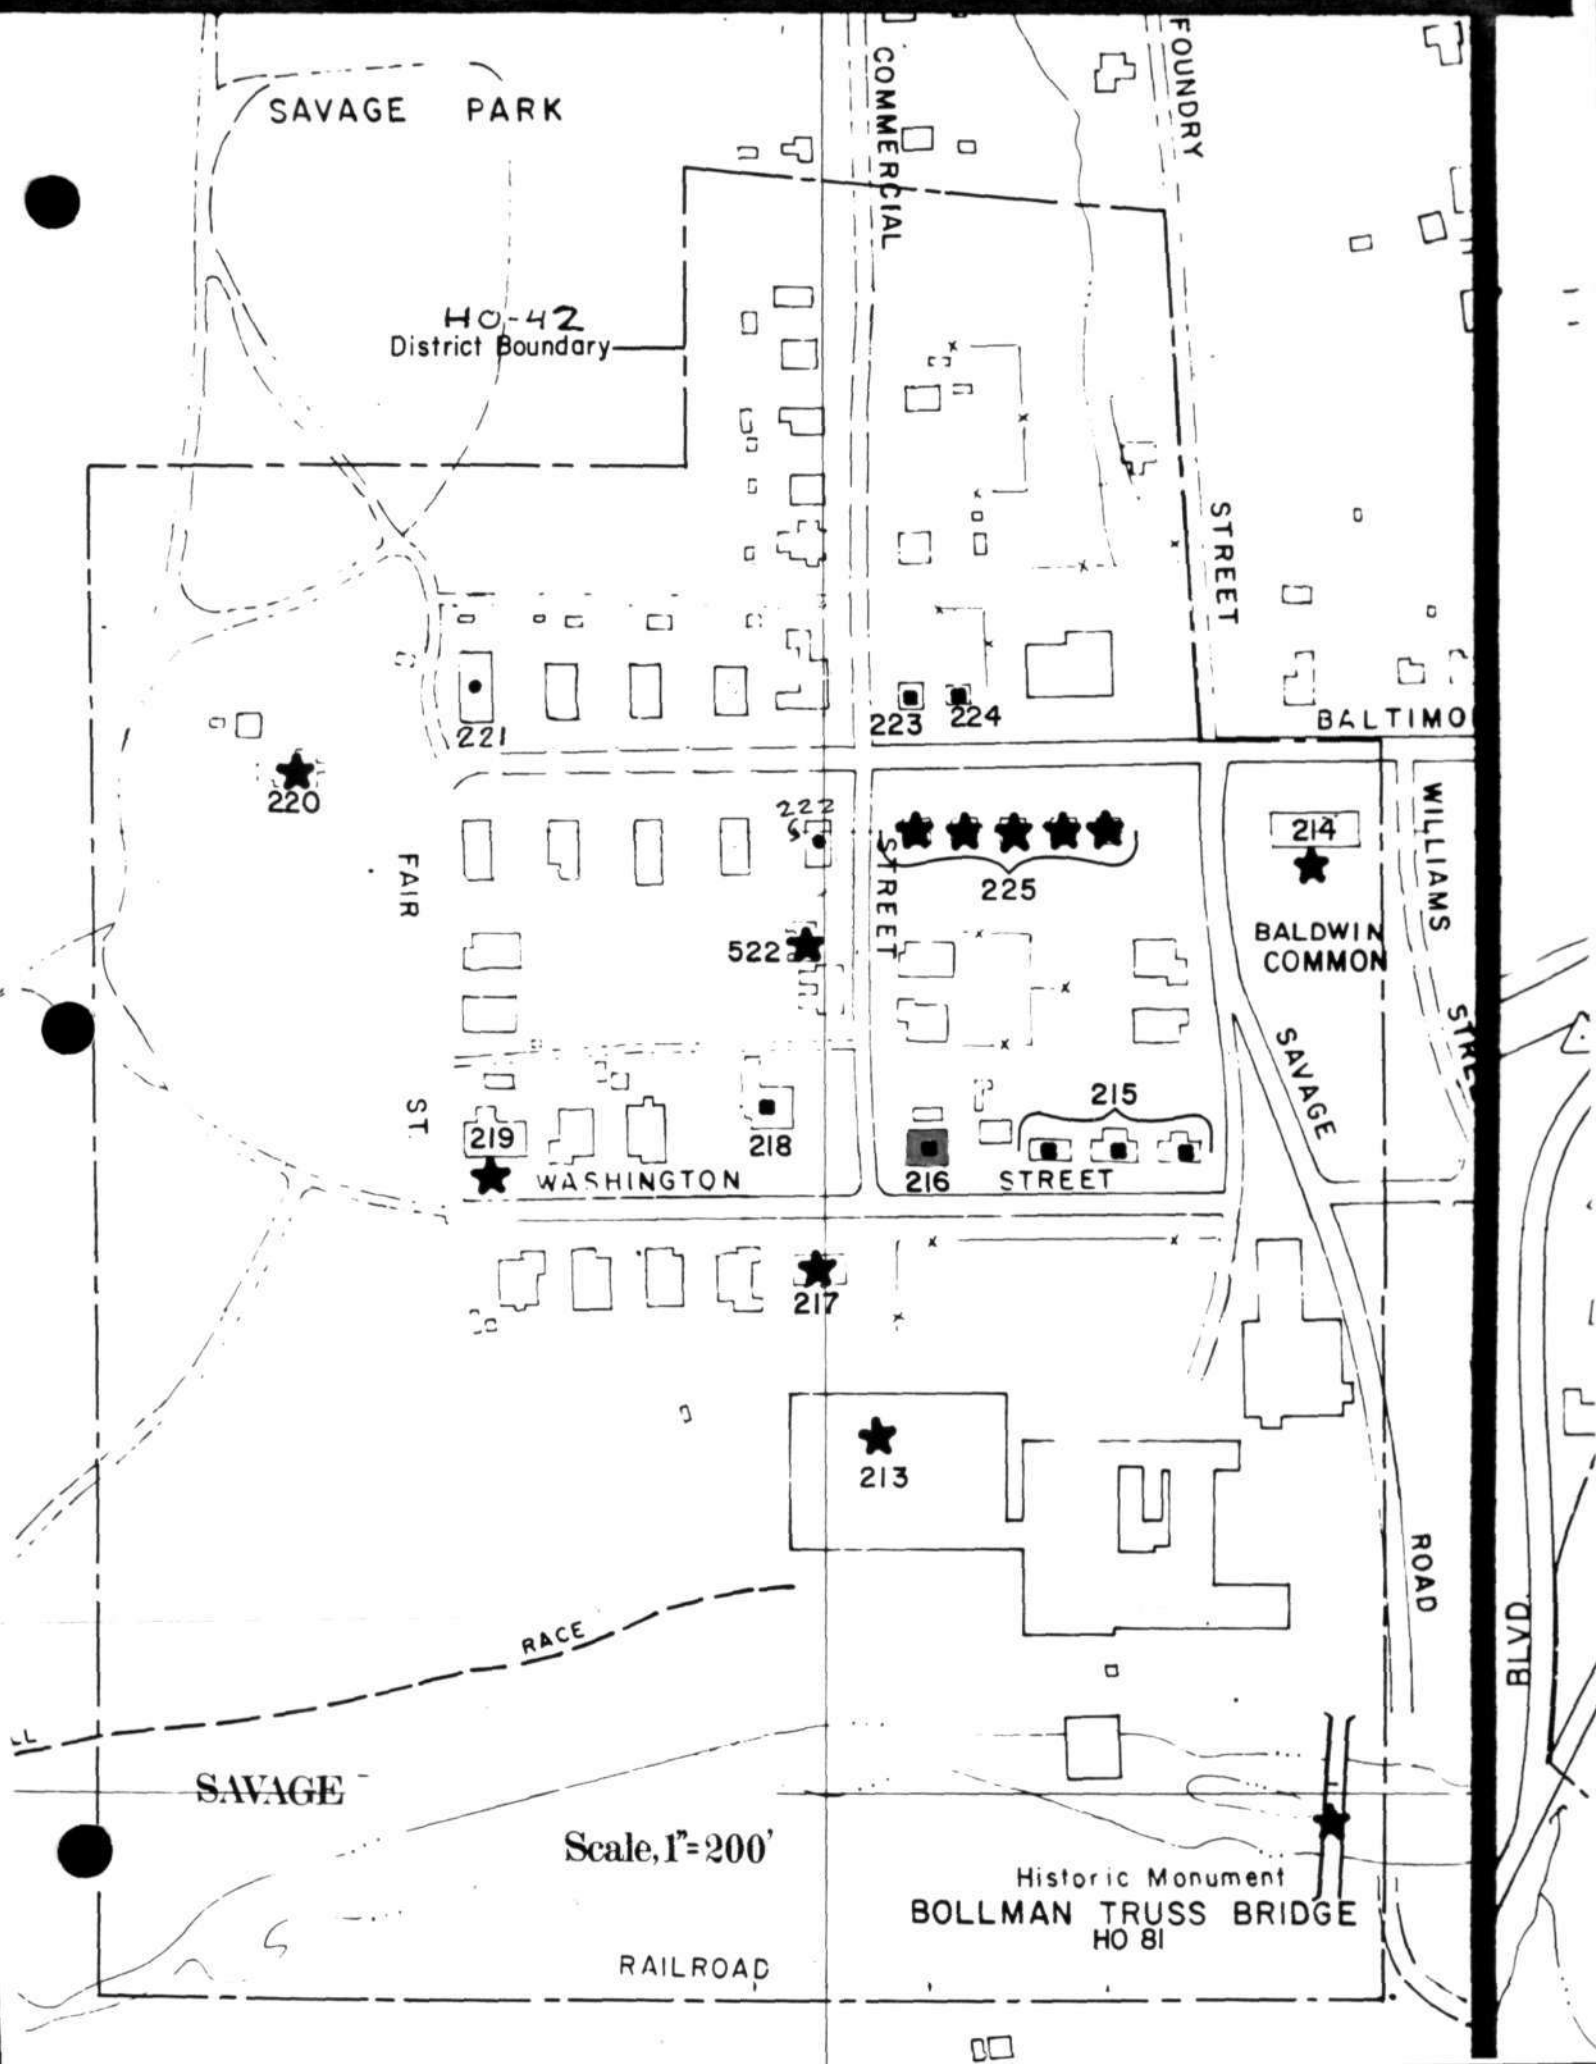 SAVAGE PARK
COMMERCIAL
FOUNDRY
HO-42
District Boundary
STREET
221
223
224
BALTIMO
220
222
214
WILLIAMS
FAIR
STREET
225
522
BALDWIN
COMMON
SAVAGE
215
ST.
219
218
216
WASHINGTON
STREET
217
213
ROAD
BLVD
RACE
LL
SAVAGE
Scale, 1"=200'
Historic Monument
BOLLMAN TRUSS BRIDGE
HO 81
RAILROAD